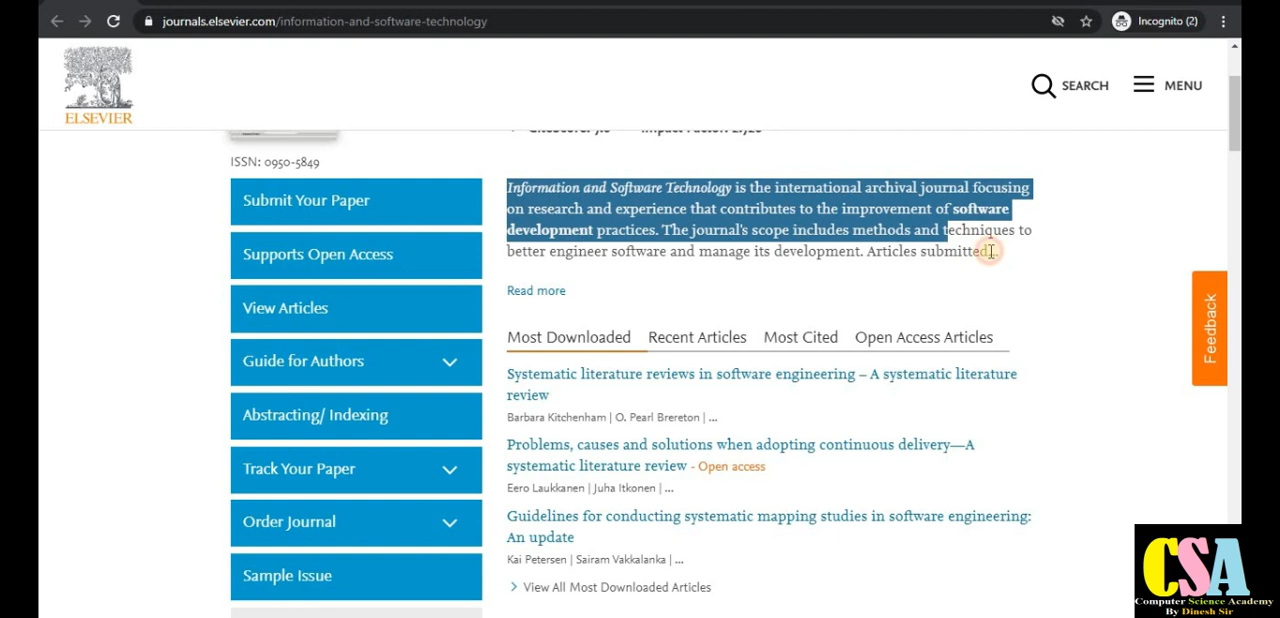 journals.elsevier.com/information-and-software-technology
Incognito (2)
ELSEVIER
SEARCH
MENU
ISSN: 0950-5849
Submit Your Paper
Supports Open Access
View Articles
Guide for Authors
Abstracting/ Indexing
Track Your Paper
Order Journal
Sample Issue
Information and Software Technology is the international archival journal focusing
on research and experience that contributes to the improvement of software
development practices. The journal's scope includes methods and techniques to
better engineer software and manage its development. Articles submitted
Read more
Most Downloaded Recent Articles Most Cited Open Access Articles
Systematic literature reviews in software engineering – A systematic literature
review
Barbara Kitchenham | O. Pearl Brereton | ...
Problems, causes and solutions when adopting continuous delivery—A
systematic literature review - Open access
Eero Laukkanen | Juha Itkonen | ...
Guidelines for conducting systematic mapping studies in software engineering:
An update
Kai Petersen | Sairam Vakkalanka | ...
View All Most Downloaded Articles
Feedback
CSA
Computer Science Academy
By Dinesh Sir